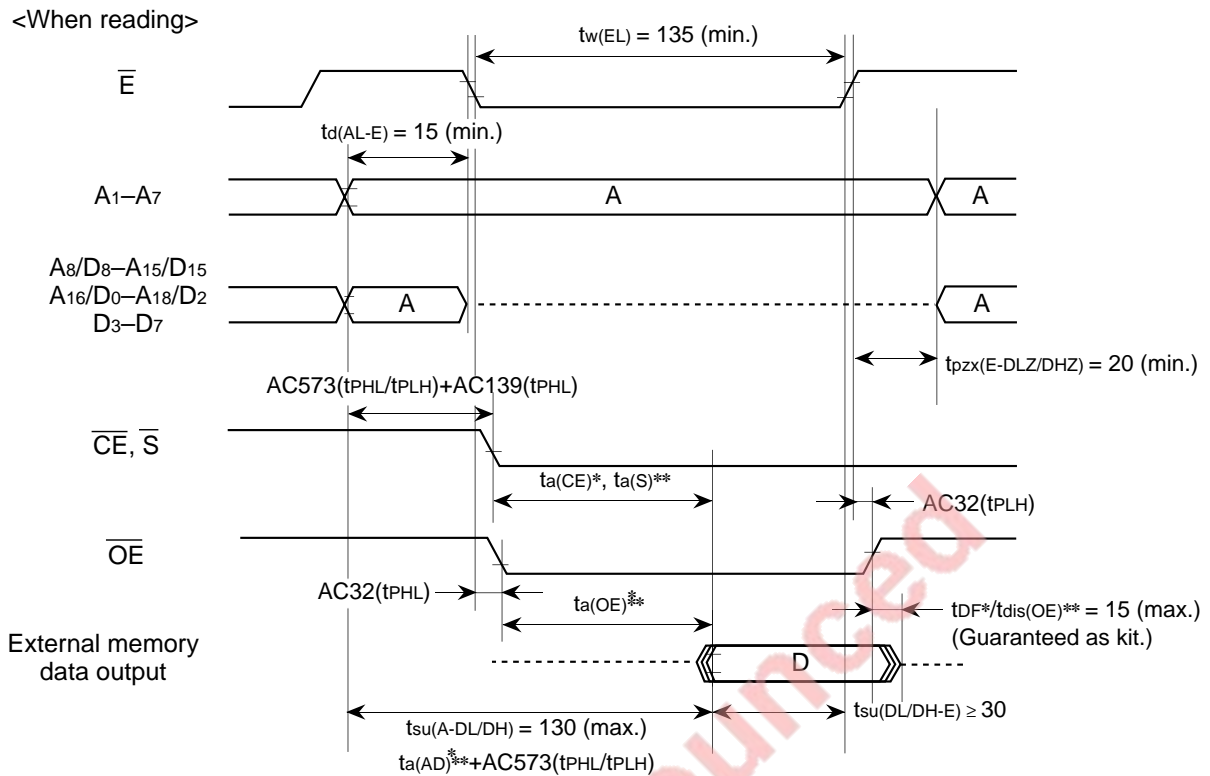 <When reading>
tw(EL) = 135 (min.)
E
td(AL-E) = 15 (min.)
A1–A7
A
A
A8/D8–A15/D15
A16/D0–A18/D2
D3–D7
A
A
tpzx(E-DLZ/DHZ) = 20 (min.)
AC573(tPHL/tPLH)+AC139(tPHL)
CE, S
ta(CE)*, ta(S)**
AC32(tPLH)
OE
AC32(tPHL)
ta(OE)***
tDF*/tdis(OE)** = 15 (max.)
(Guaranteed as kit.)
External memory
data output
D
tsu(A-DL/DH) = 130 (max.)
tsu(DL/DH-E) ≥ 30
ta(AD)***+AC573(tPHL/tPLH)